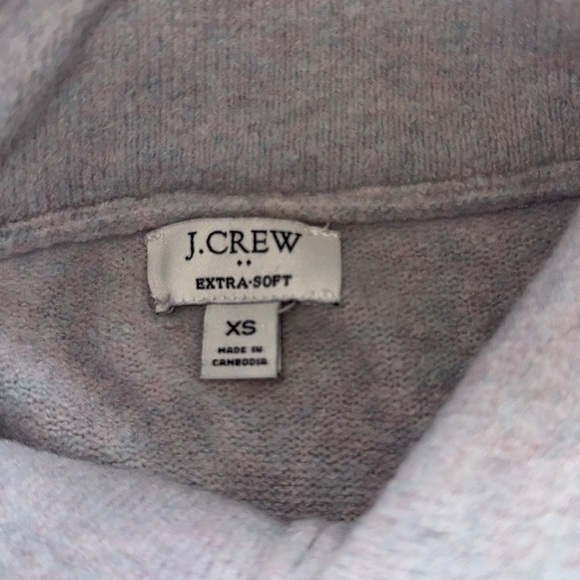 J.CREW
EXTRA-SOFT
XS
MADE IN
CAMBODIA